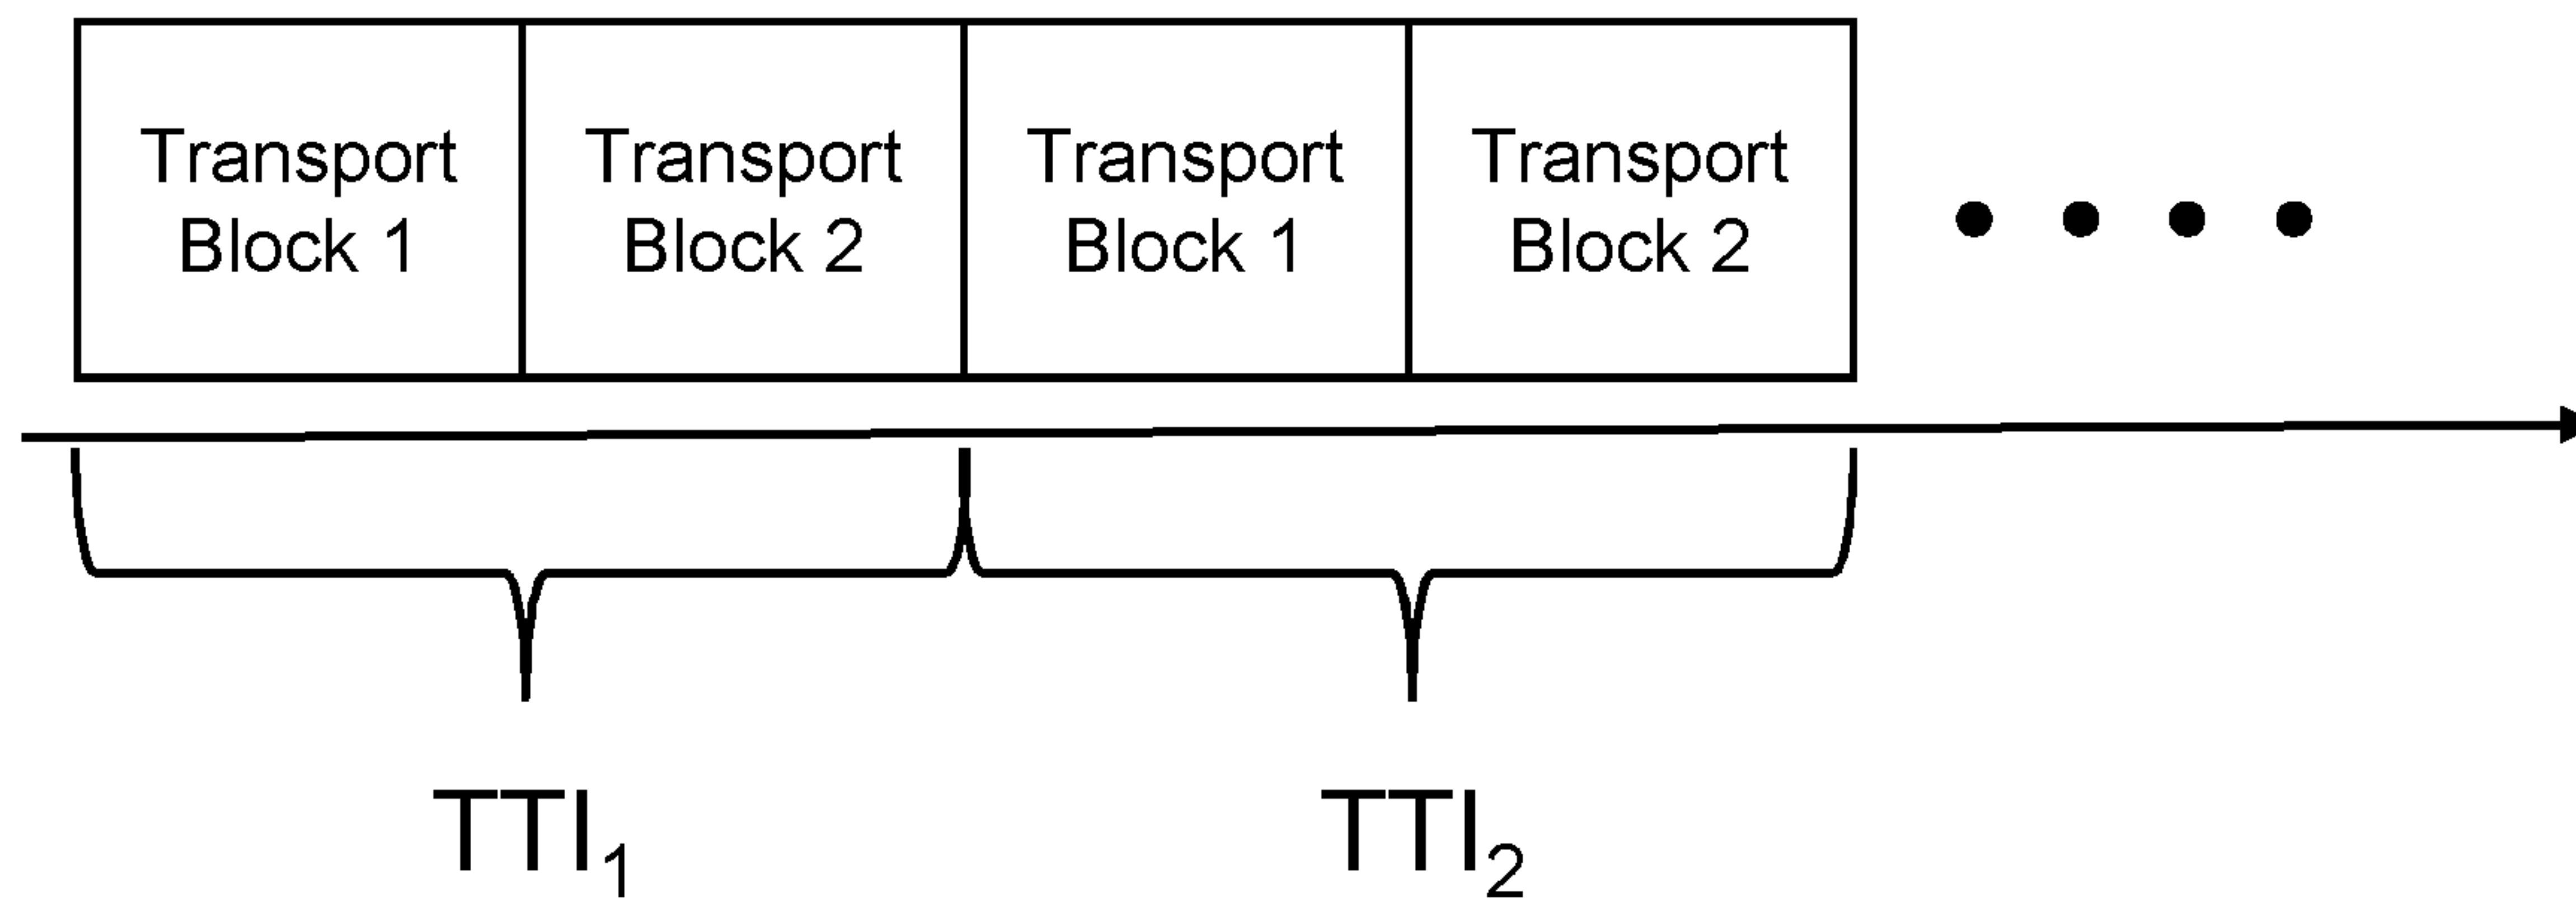 Transport
Block 1
Transport
Block 2
Transport
Block 1
Transport
Block 2
TTI₁
TTI₂